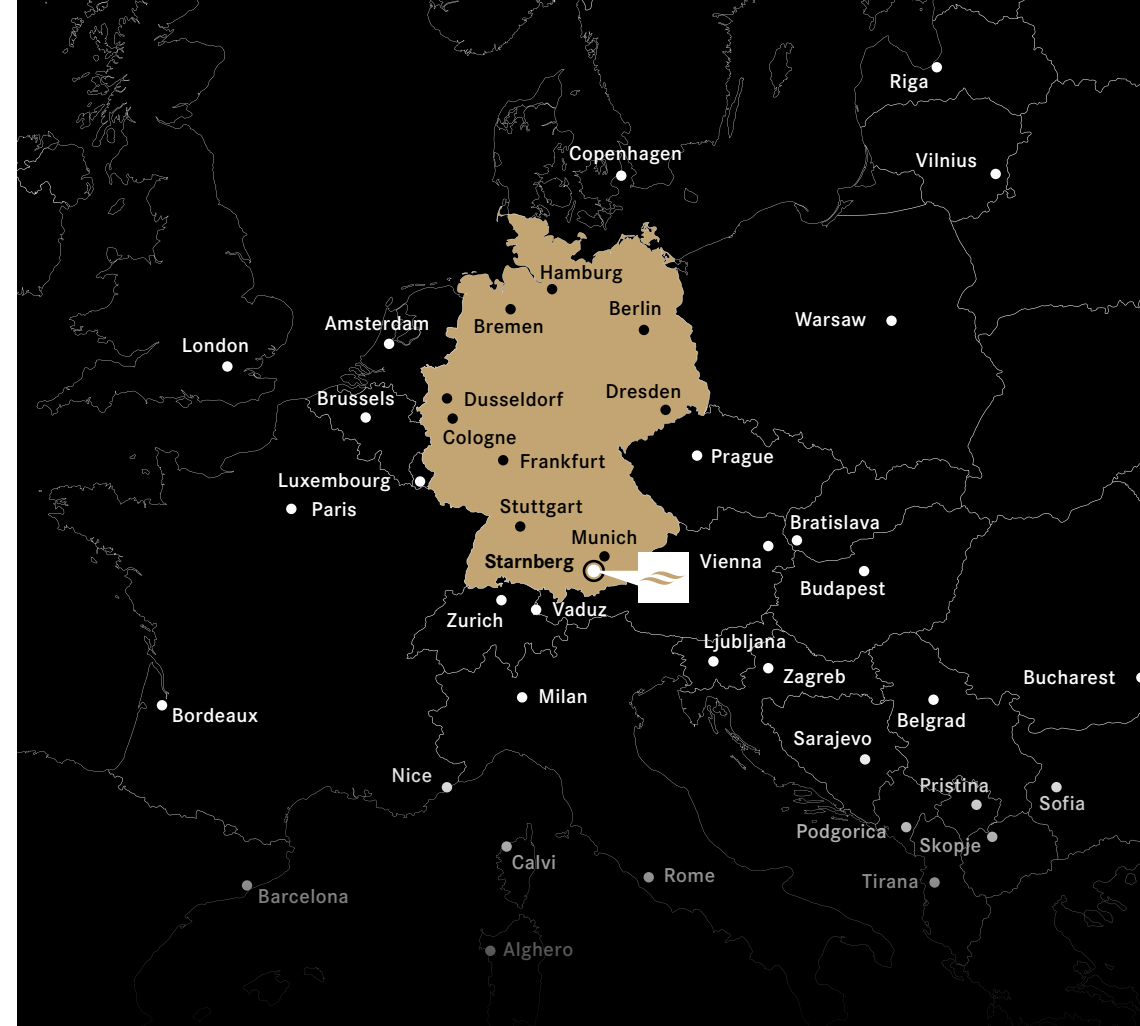 Riga
Copenhagen
Vilnius
Hamburg
Berlin
Bremen
Warsaw
Amsterdam
London
Brussels
Dusseldorf
Dresden
Cologne
Prague
Frankfurt
Luxembourg
Paris
Stuttgart
Bratislava
Munich
Starnberg
Vienna
Budapest
Zurich
Vaduz
Ljubljana
Zagreb
Bucharest
Milan
Bordeaux
Belgrad
Sarajevo
Nice
Pristina
Sofia
Podgorica
Skopje
Calvi
Rome
Tirana
Barcelona
Alghero